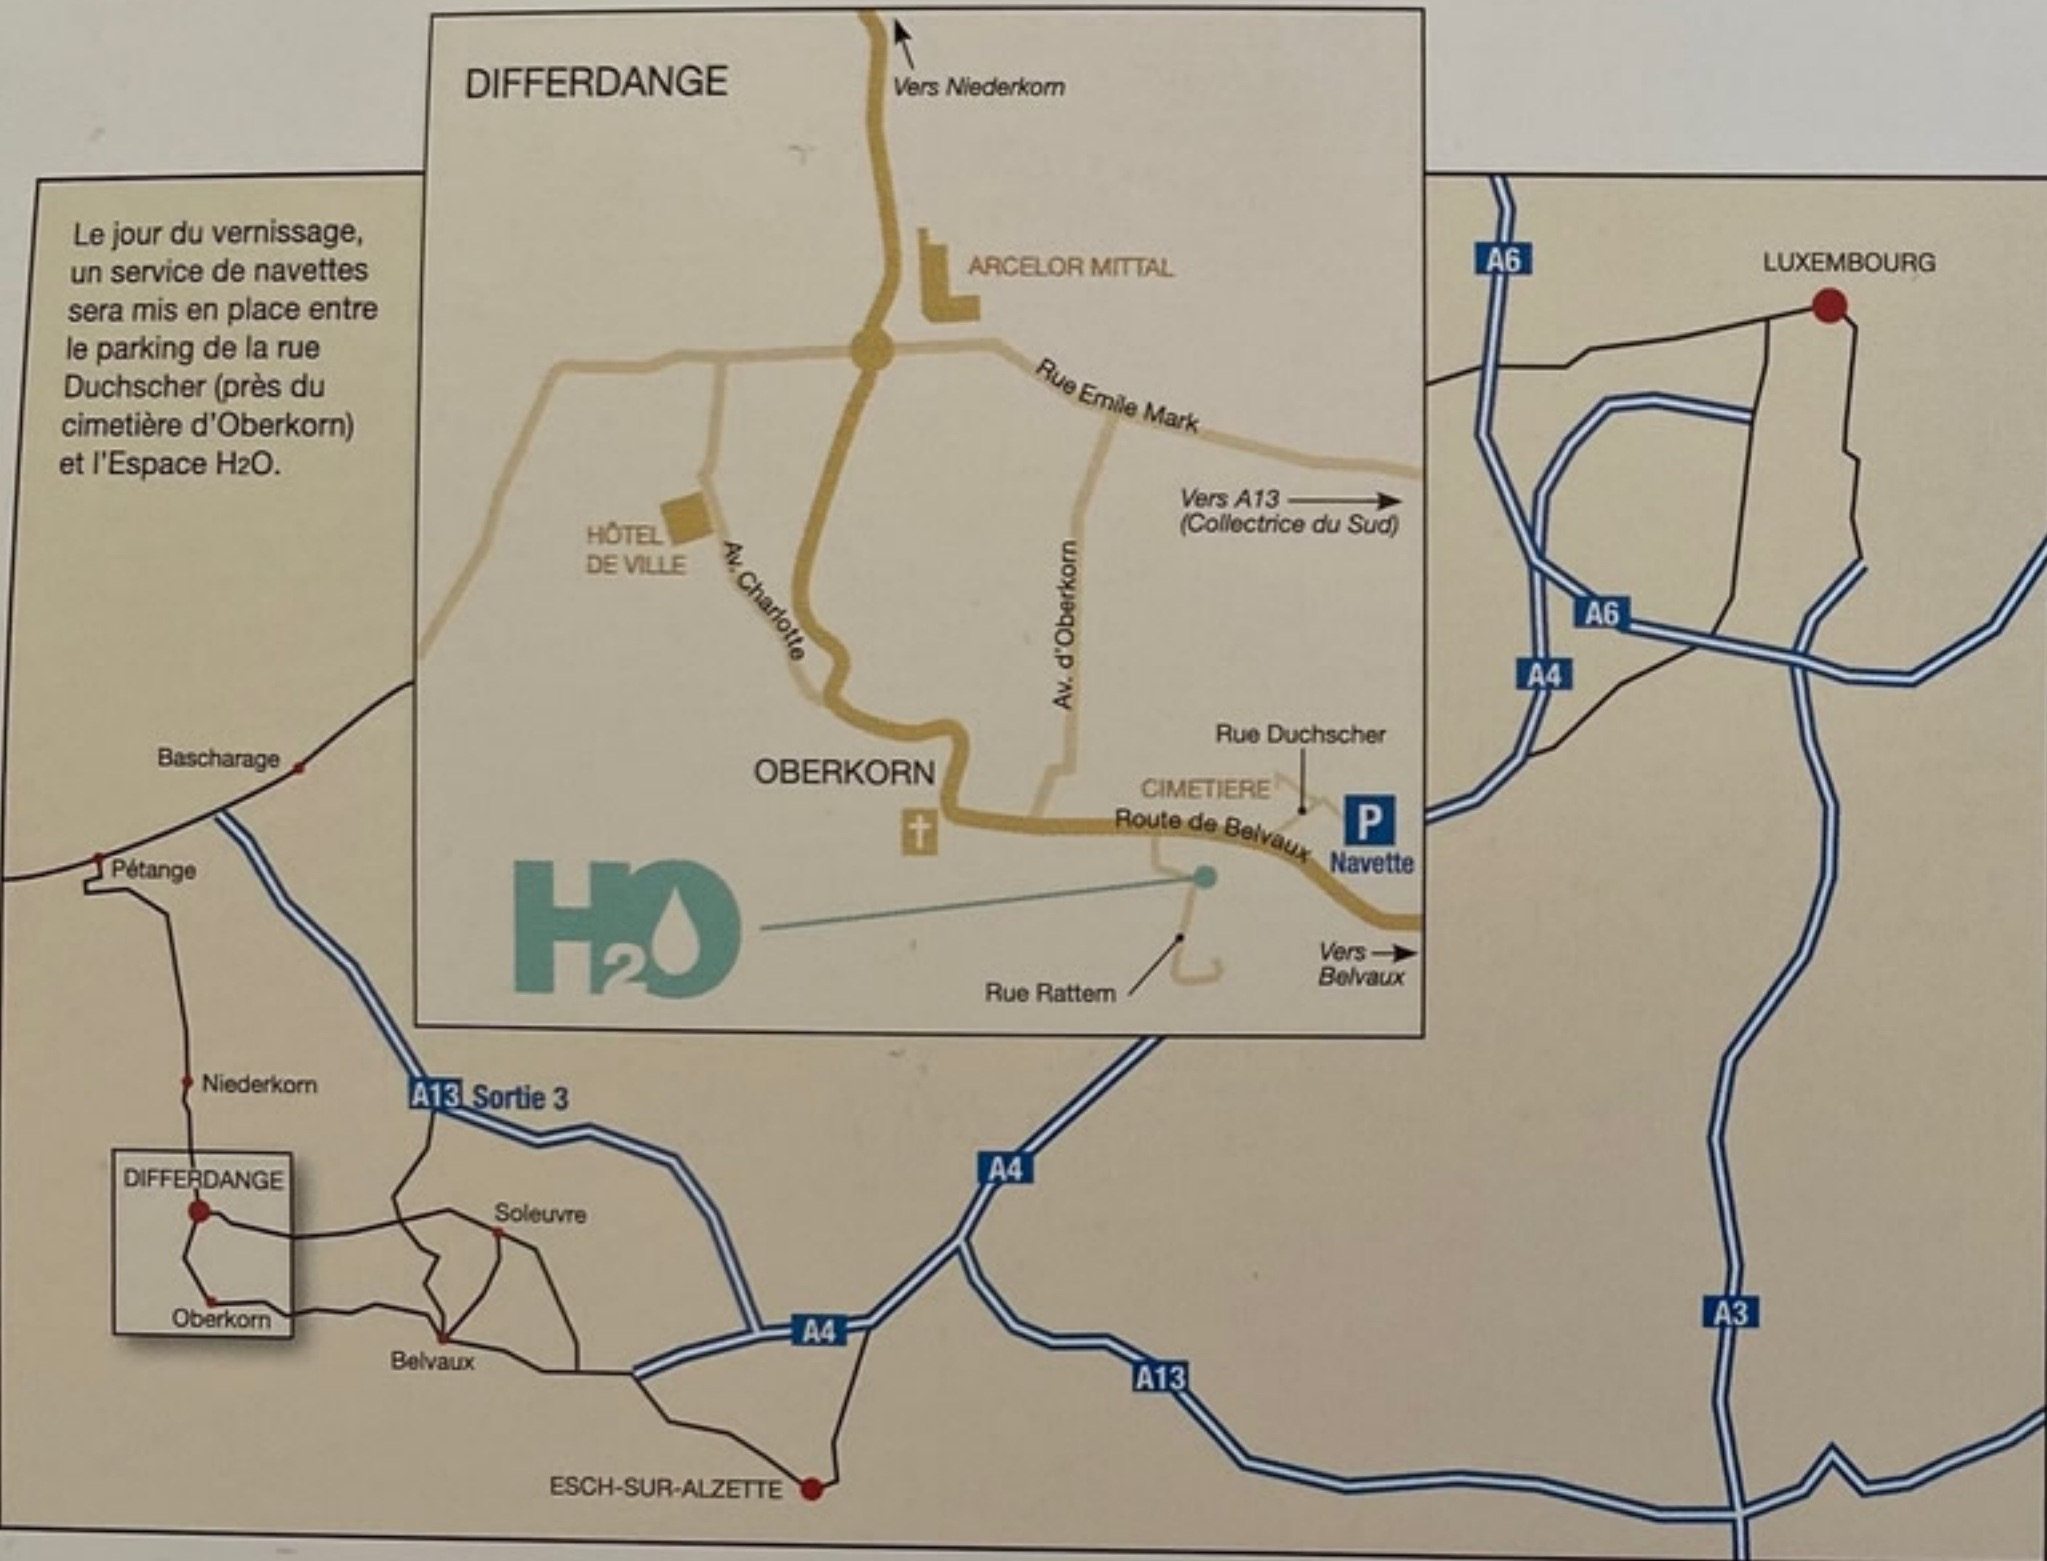 DIFFERDANGE
Vers Niederkorn
Le jour du vernissage,
un service de navettes
sera mis en place entre
le parking de la rue
Duchscher (près du
cimetière d'Oberkorn)
et l'Espace H2O.
ARCELOR MITTAL
Rue Emile Mark
Vers A13
(Collectrice du Sud)
HÔTEL
DE VILLE
Av. Charlotte
Av. d'Oberkorn
OBERKORN
Rue Duchscher
CIMETIERE
Route de Belvaux
P
Navette
H2O
Rue Rattem
Vers
Belvaux
A6
LUXEMBOURG
A6
A4
Bascharage
Pétange
Niederkorn
A13 Sortie 3
DIFFERDANGE
Soleuvre
Oberkorn
Belvaux
A4
A4
A13
A3
ESCH-SUR-ALZETTE